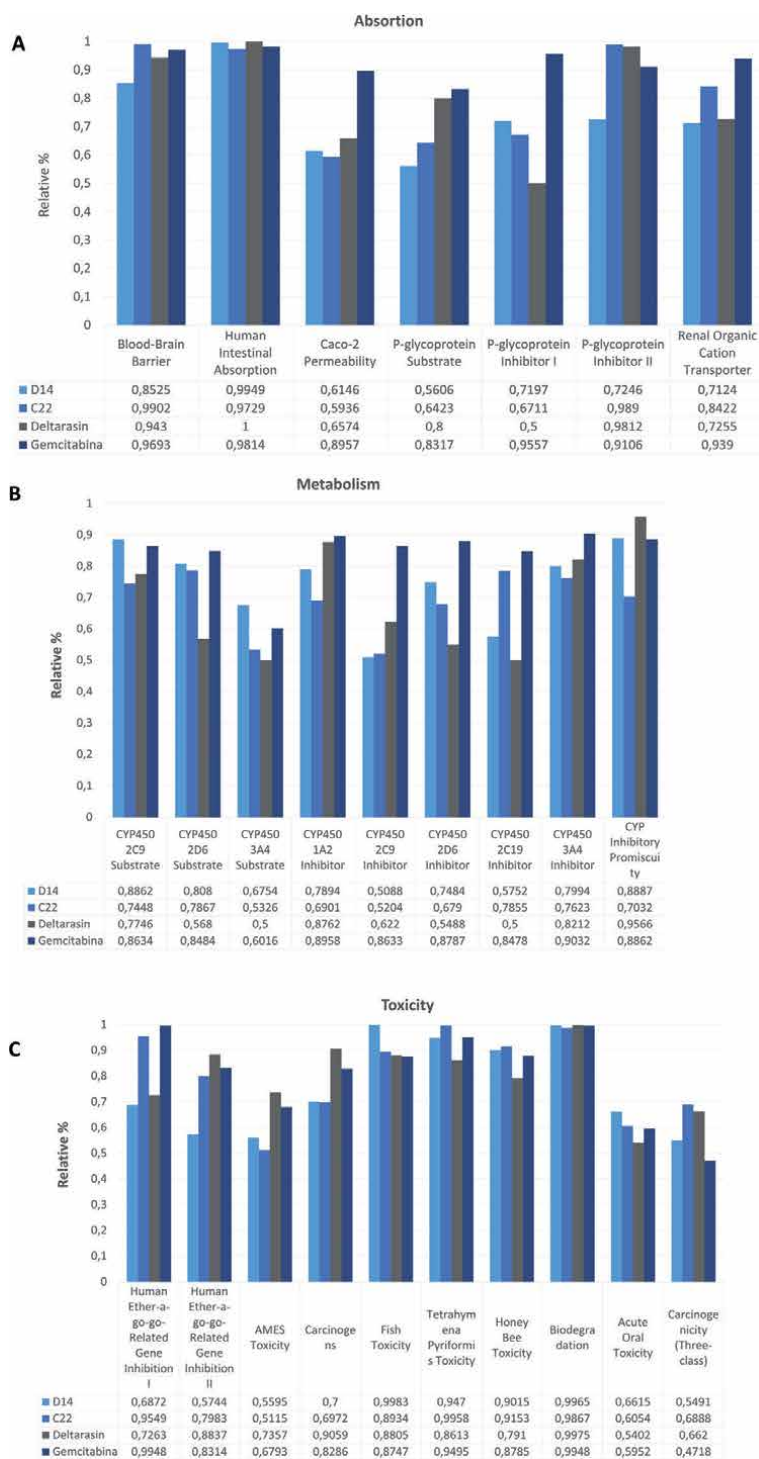 A
Absortion
Relative %
1
0,9
0,8
0,7
0,6
0,5
0,4
0,3
0,2
0,1
0
Blood-Brain Barrier
Human Intestinal Absorption
Caco-2 Permeability
P-glycoprotein Substrate
P-glycoprotein Inhibitor I
P-glycoprotein Inhibitor II
Renal Organic Cation Transporter
D14 0,8525 0,9949 0,6146 0,5606 0,7197 0,7246 0,7124
C22 0,9902 0,9729 0,5936 0,6423 0,6711 0,989 0,8422
Deltarasin 0,943 1 0,6574 0,8 0,5 0,9812 0,7255
Gemcitabina 0,9693 0,9814 0,8957 0,8317 0,9557 0,9106 0,939
B
Metabolism
Relative %
1
0,9
0,8
0,7
0,6
0,5
0,4
0,3
0,2
0,1
0
CYP450 2C9 Substrate
CYP450 2D6 Substrate
CYP450 3A4 Substrate
CYP450 1A2 Inhibitor
CYP450 2C9 Inhibitor
CYP450 2D6 Inhibitor
CYP450 2C19 Inhibitor
CYP450 3A4 Inhibitor
CYP Inhibitory Promiscuity
D14 0,8862 0,808 0,6754 0,7894 0,5088 0,7484 0,5752 0,7994 0,8887
C22 0,7448 0,7867 0,5326 0,6901 0,5204 0,679 0,7855 0,7623 0,7032
Deltarasin 0,7746 0,568 0,5 0,8762 0,622 0,5488 0,5 0,8212 0,9566
Gemcitabina 0,8634 0,8484 0,6016 0,8958 0,8633 0,8787 0,8478 0,9032 0,8862
C
Toxicity
Relative %
1
0,9
0,8
0,7
0,6
0,5
0,4
0,3
0,2
0,1
0
Human Ether-a-go-go-Related Gene Inhibition I
Human Ether-a-go-go-Related Gene Inhibition II
AMES Toxicity
Carcinogens
Fish Toxicity
Tetrahymena Pyriformis Toxicity
Honey Bee Toxicity
Biodegradation
Acute Oral Toxicity
Carcinogenicity (Three-class)
D14 0,6872 0,5744 0,5595 0,7 0,9983 0,947 0,9015 0,9965 0,6615 0,5491
C22 0,9549 0,7983 0,5115 0,6972 0,8934 0,9958 0,9153 0,9867 0,6054 0,6888
Deltarasin 0,7263 0,8837 0,7357 0,9059 0,8805 0,8613 0,791 0,9975 0,5402 0,662
Gemcitabina 0,9948 0,8314 0,6793 0,8286 0,8747 0,9495 0,8785 0,9948 0,5952 0,4718